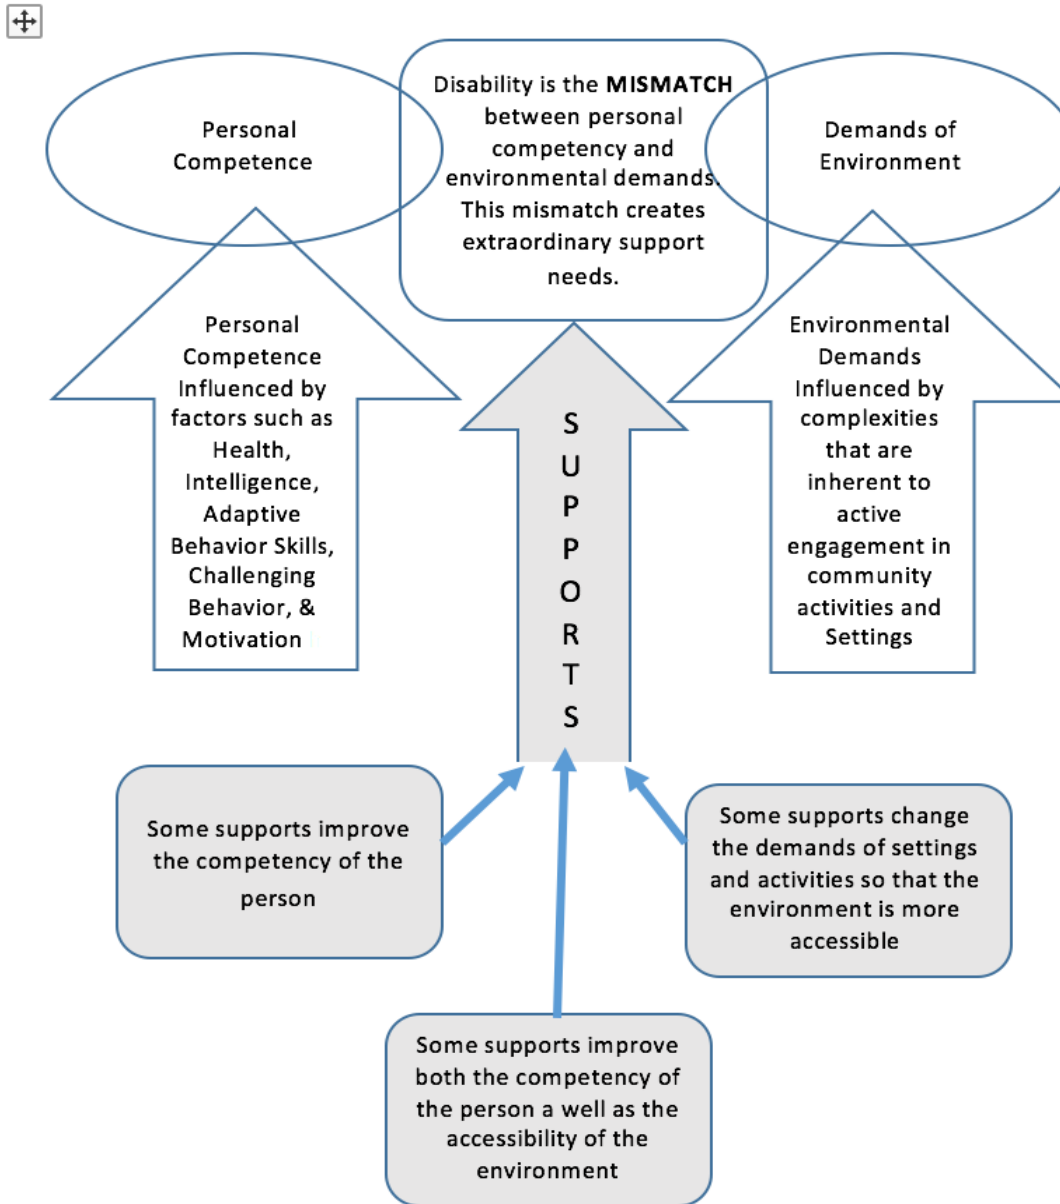 Personal
Competence
Disability is the MISMATCH
between personal
competency and
environmental demands.
This mismatch creates
extraordinary support
needs.
Demands of
Environment
Personal
Competence
Influenced by
factors such as
Health,
Intelligence,
Adaptive
Behavior Skills,
Challenging
Behavior, &
Motivation
S
U
P
P
O
R
T
S
Environmental
Demands
Influenced by
complexities
that are
inherent to
active
engagement in
community
activities and
Settings
Some supports improve
the competency of the
person
Some supports change
the demands of settings
and activities so that the
environment is more
accessible
Some supports improve
both the competency of
the person a well as the
accessibility of the
environment